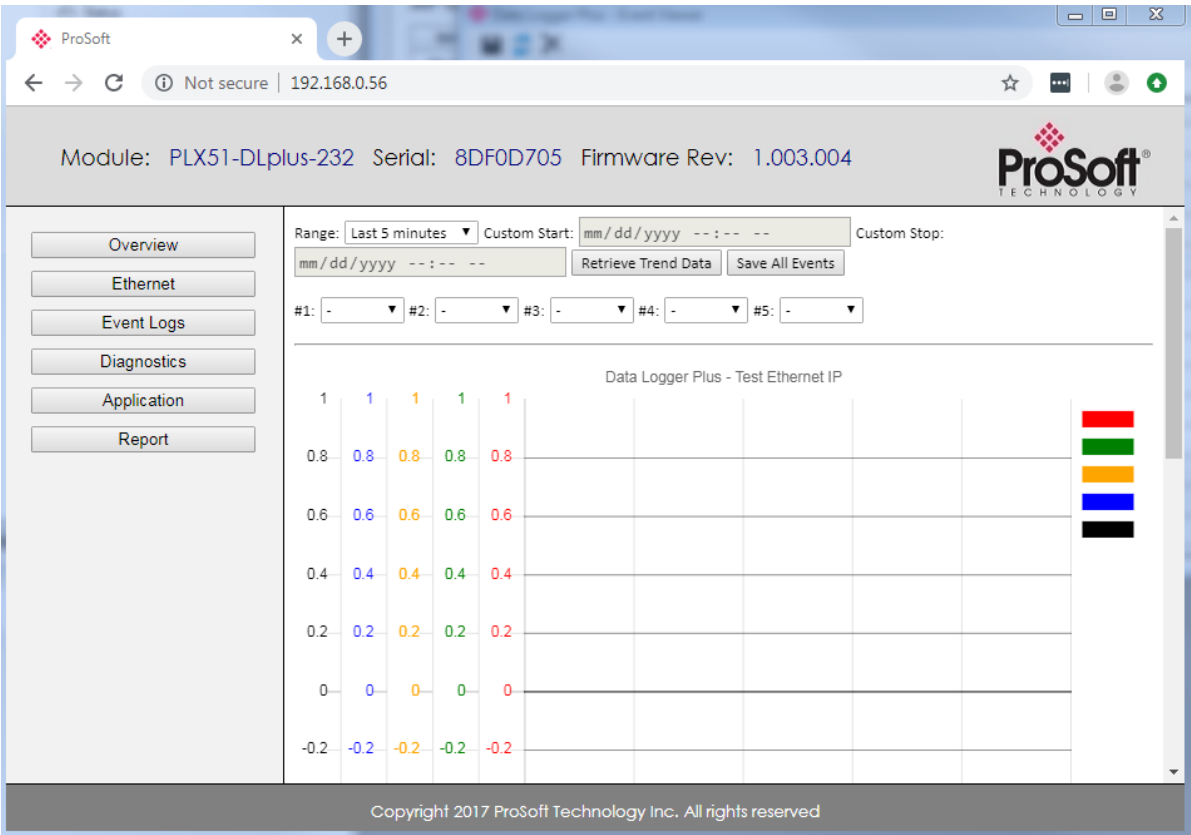 Data Logger Plus - Event Viewer
ProSoft
Not secure | 192.168.0.56
Module: PLX51-DLplus-232 Serial: 8DF0D705 Firmware Rev: 1.003.004
ProSoft®
TECHNOLOGY
Overview
Ethernet
Event Logs
Diagnostics
Application
Report
Range: Last 5 minutes Custom Start: mm/dd/yyyy --:-- -- Custom Stop:
mm/dd/yyyy --:-- -- Retrieve Trend Data Save All Events
#1: - #2: - #3: - #4: - #5: -
Data Logger Plus - Test Ethernet IP
1 1 1 1 1
0.8 0.8 0.8 0.8 0.8
0.6 0.6 0.6 0.6 0.6
0.4 0.4 0.4 0.4 0.4
0.2 0.2 0.2 0.2 0.2
0 0 0 0 0
-0.2 -0.2 -0.2 -0.2 -0.2
Copyright 2017 ProSoft Technology Inc. All rights reserved